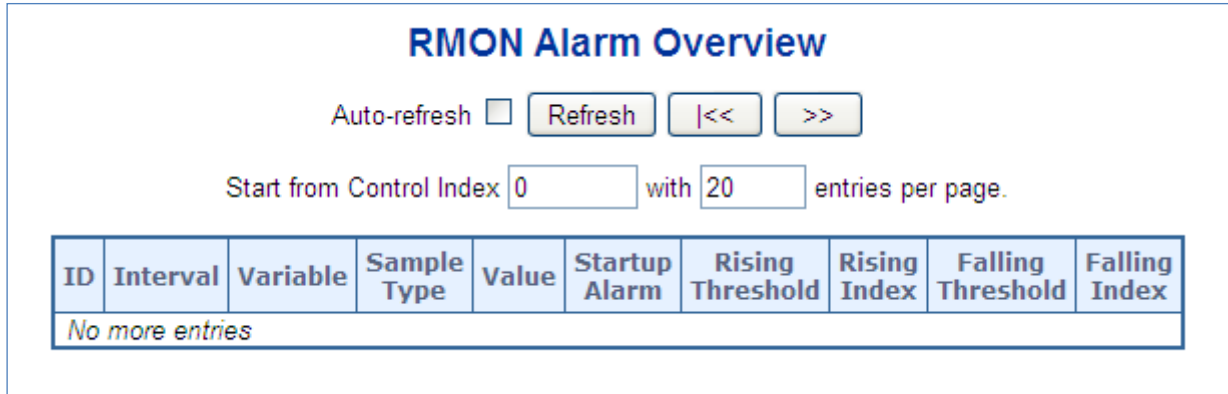 RMON Alarm Overview
Auto-refresh Refresh |<< >>
Start from Control Index 0 with 20 entries per page.
ID Interval Variable Sample Type Value Startup Alarm Rising Threshold Rising Index Falling Threshold Falling Index
No more entries